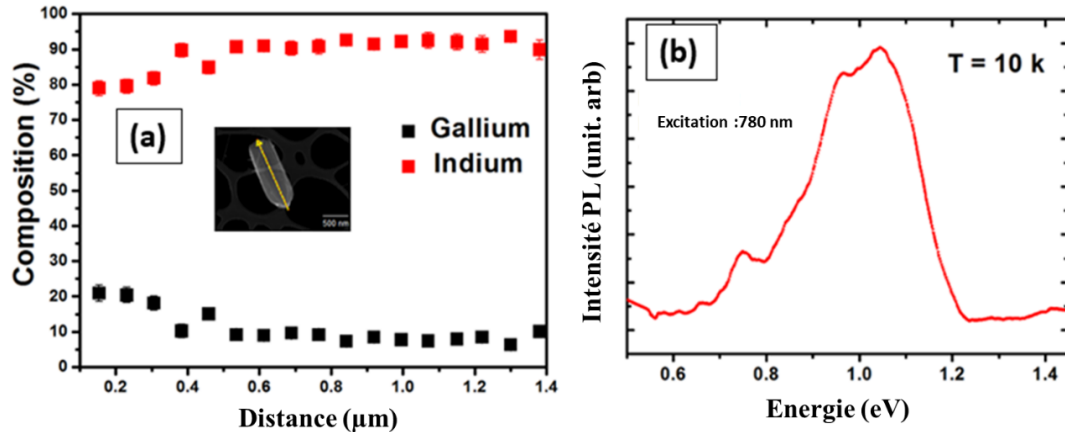 100
90
80
70
60
50
40
30
20
10
0
Composition (%)
(a)
Gallium
Indium
500 nm
0.2 0.4 0.6 0.8 1.0 1.2 1.4
Distance (µm)
(b)
T = 10 k
Excitation :780 nm
Intensité PL (unit. arb)
0.6 0.8 1.0 1.2 1.4
Energie (eV)